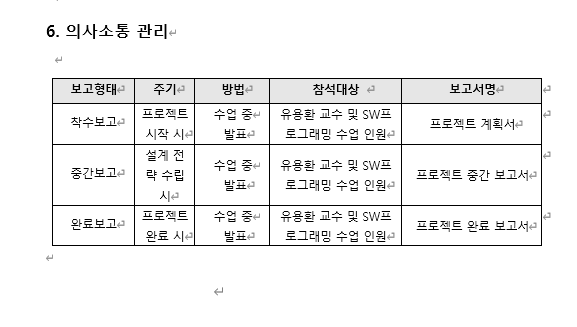 6. 의사소통 관리
보고형태 주기 방법 참석대상 보고서명
착수보고 프로젝트 시작 시 수업 중 발표 유용환 교수 및 SW프로그래밍 수업 인원 프로젝트 계획서
중간보고 설계 전략 수립 시 수업 중 발표 유용환 교수 및 SW프로그래밍 수업 인원 프로젝트 중간 보고서
완료보고 프로젝트 완료 시 수업 중 발표 유용환 교수 및 SW프로그래밍 수업 인원 프로젝트 완료 보고서